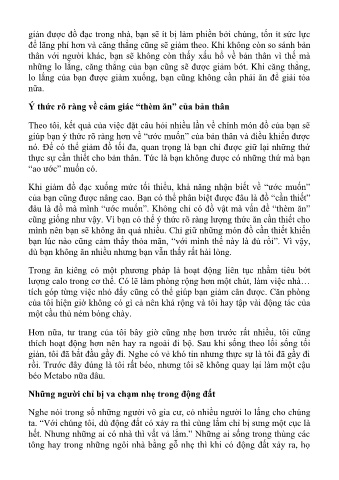 giản được đồ đạc trong nhà, bạn sẽ ít bị làm phiền bởi chúng, tốn ít sức lực
để lãng phí hơn và căng thẳng cũng sẽ giảm theo. Khi không còn so sánh bản
thân với người khác, bạn sẽ không còn thấy xấu hổ về bản thân vì thế mà
những lo lắng, căng thẳng của bạn cũng sẽ được giảm bớt. Khi căng thẳng,
lo lắng của bạn được giảm xuống, bạn cũng không cần phải ăn để giải tỏa
nữa.
Ý thức rõ ràng về cảm giác “thèm ăn” của bản thân
Theo tôi, kết quả của việc đặt câu hỏi nhiều lần về chính món đồ của bạn sẽ
giúp bạn ý thức rõ ràng hơn về “ước muốn” của bản thân và điều khiển được
nó. Để có thể giảm đồ tối đa, quan trọng là bạn chỉ được giữ lại những thứ
thực sự cần thiết cho bản thân. Tức là bạn không được có những thứ mà bạn
“ao ước” muốn có.
Khi giảm đồ đạc xuống mức tối thiểu, khả năng nhận biết về “ước muốn”
của bạn cũng được nâng cao. Bạn có thể phân biệt được đâu là đồ “cần thiết”
đâu là đồ mà mình “ước muốn”. Không chỉ có đồ vật mà vấn đề “thèm ăn”
cũng giống như vậy. Vì bạn có thể ý thức rõ ràng lượng thức ăn cần thiết cho
mình nên bạn sẽ không ăn quá nhiều. Chỉ giữ những món đồ cần thiết khiến
bạn lúc nào cũng cảm thấy thỏa mãn, “với mình thế này là đủ rồi”. Vì vậy,
dù bạn không ăn nhiều nhưng bạn vẫn thấy rất hài lòng.
Trong ăn kiêng có một phương pháp là hoạt động liên tục nhằm tiêu bớt
lượng calo trong cơ thể. Có lẽ làm phòng rộng hơn một chút, làm việc nhà…
tích góp từng việc nhỏ đấy cũng có thể giúp bạn giảm cân được. Căn phòng
của tôi hiện giờ không có gì cả nên khá rộng và tôi hay tập vài động tác của
một cầu thủ ném bóng chày.
Hơn nữa, tư trang của tôi bây giờ cũng nhẹ hơn trước rất nhiều, tôi cũng
thích hoạt động hơn nên hay ra ngoài đi bộ. Sau khi sống theo lối sống tối
giản, tôi đã bắt đầu gầy đi. Nghe có vẻ khó tin nhưng thực sự là tôi đã gầy đi
rồi. Trước đây đúng là tôi rất béo, nhưng tôi sẽ không quay lại làm một cậu
béo Metabo nữa đâu.
Những người chỉ bị va chạm nhẹ trong động đất
Nghe nói trong số những người vô gia cư, có nhiều người lo lắng cho chúng
ta. “Với chúng tôi, dù động đất có xảy ra thì cùng lắm chỉ bị sưng một cục là
hết. Nhưng những ai có nhà thì vất vả lắm.” Những ai sống trong thùng các
tông hay trong những ngôi nhà bằng gỗ nhẹ thì khi có động đất xảy ra, họ